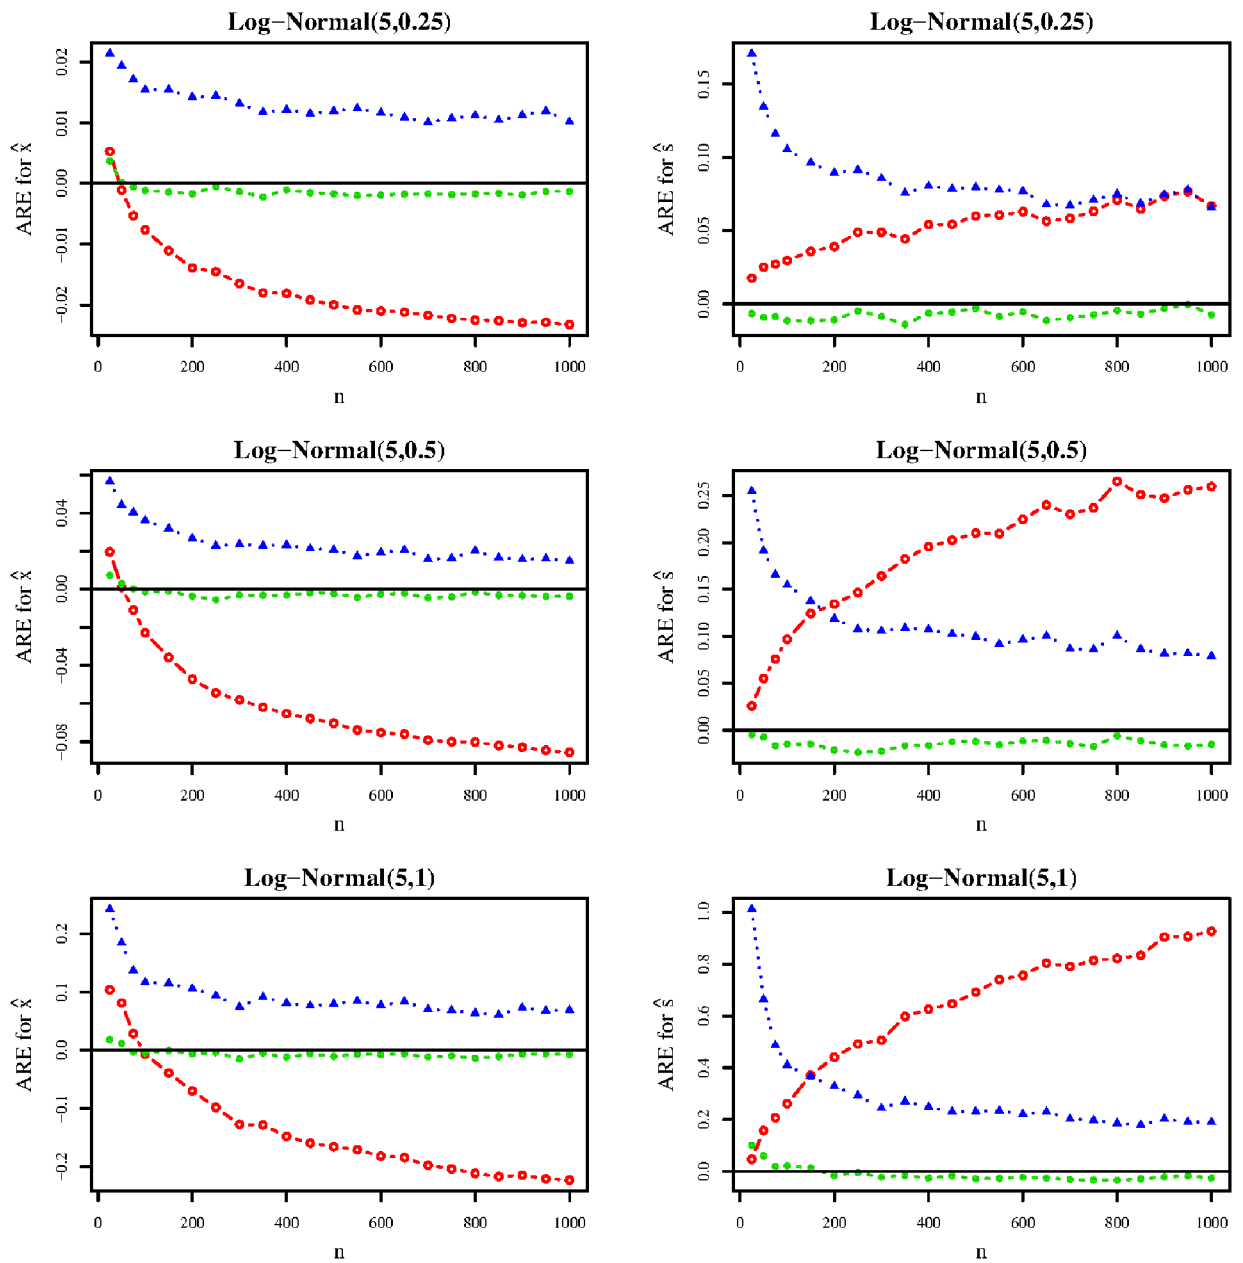 Log−Normal(5,0.25)
ARE for x̂
−0.02 −0.01 0.00 0.01 0.02
0 200 400 600 800 1000
n
Log−Normal(5,0.25)
ARE for ŝ
0.00 0.05 0.10 0.15
0 200 400 600 800 1000
n
Log−Normal(5,0.5)
ARE for x̂
−0.08 −0.04 0.00 0.04
0 200 400 600 800 1000
n
Log−Normal(5,0.5)
ARE for ŝ
0.00 0.05 0.10 0.15 0.20 0.25
0 200 400 600 800 1000
n
Log−Normal(5,1)
ARE for x̂
−0.2 −0.1 0.0 0.1 0.2
0 200 400 600 800 1000
n
Log−Normal(5,1)
ARE for ŝ
0.0 0.2 0.4 0.6 0.8 1.0
0 200 400 600 800 1000
n